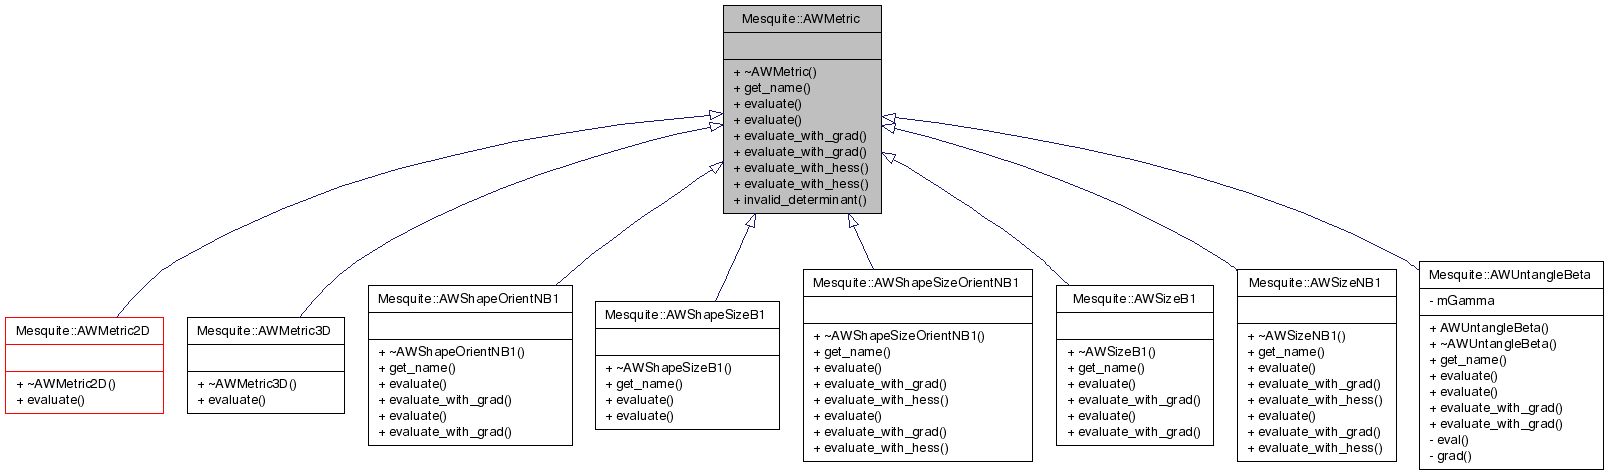 Mesquite::AWMetric
+ ~AWMetric()
+ get_name()
+ evaluate()
+ evaluate()
+ evaluate_with_grad()
+ evaluate_with_grad()
+ evaluate_with_hess()
+ evaluate_with_hess()
+ invalid_determinant()
Mesquite::AWMetric2D
+ ~AWMetric2D()
+ evaluate()
Mesquite::AWMetric3D
+ ~AWMetric3D()
+ evaluate()
Mesquite::AWShapeOrientNB1
+ ~AWShapeOrientNB1()
+ get_name()
+ evaluate()
+ evaluate_with_grad()
+ evaluate()
+ evaluate_with_grad()
Mesquite::AWShapeSizeB1
+ ~AWShapeSizeB1()
+ get_name()
+ evaluate()
+ evaluate()
Mesquite::AWShapeSizeOrientNB1
+ ~AWShapeSizeOrientNB1()
+ get_name()
+ evaluate()
+ evaluate_with_grad()
+ evaluate_with_hess()
+ evaluate()
+ evaluate_with_grad()
+ evaluate_with_hess()
Mesquite::AWSizeB1
+ ~AWSizeB1()
+ get_name()
+ evaluate()
+ evaluate_with_grad()
+ evaluate()
+ evaluate_with_grad()
Mesquite::AWSizeNB1
+ ~AWSizeNB1()
+ get_name()
+ evaluate()
+ evaluate_with_grad()
+ evaluate_with_hess()
+ evaluate()
+ evaluate_with_grad()
+ evaluate_with_hess()
Mesquite::AWUntangleBeta
- mGamma
+ AWUntangleBeta()
+ ~AWUntangleBeta()
+ get_name()
+ evaluate()
+ evaluate()
+ evaluate_with_grad()
+ evaluate_with_grad()
- eval()
- grad()